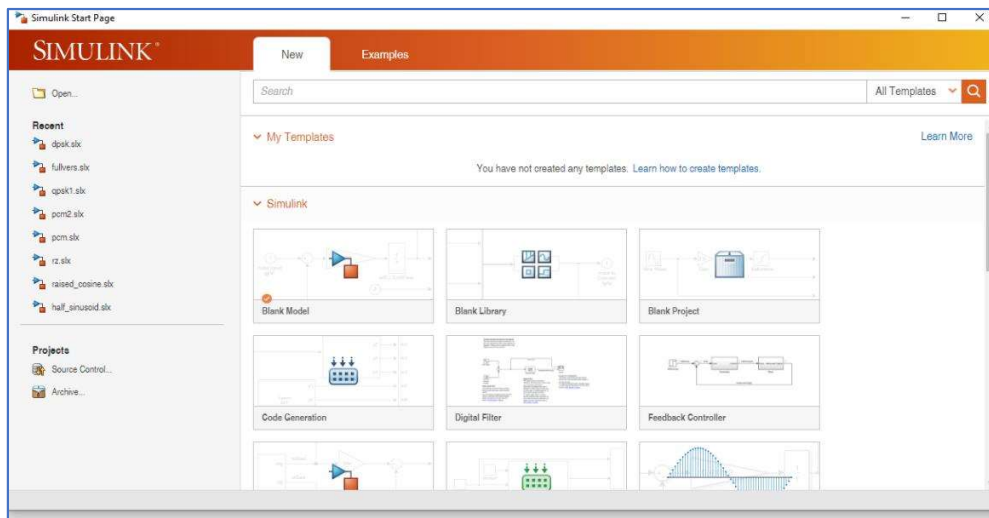 Simulink Start Page
SIMULINK®
New
Examples
Open...
Recent
dpsk.slx
fullvers.slx
qpsk1.slx
pcm2.slx
pcm.slx
rz.slx
raised_cosine.slx
half_sinusoid.slx
Projects
Source Control...
Archive...
Search
All Templates
My Templates
Learn More
You have not created any templates. Learn how to create templates.
Simulink
Blank Model
Blank Library
Blank Project
Code Generation
Digital Filter
Feedback Controller